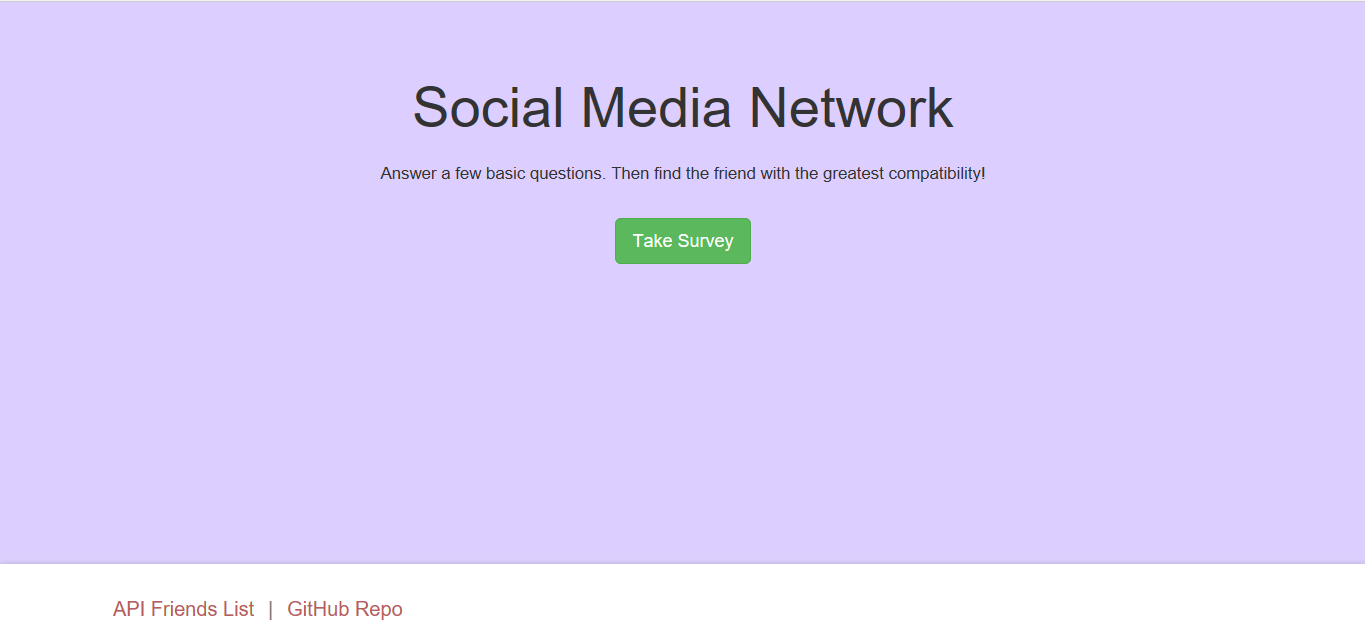 Social Media Network
Answer a few basic questions. Then find the friend with the greatest compatibility!
Take Survey
API Friends List | GitHub Repo